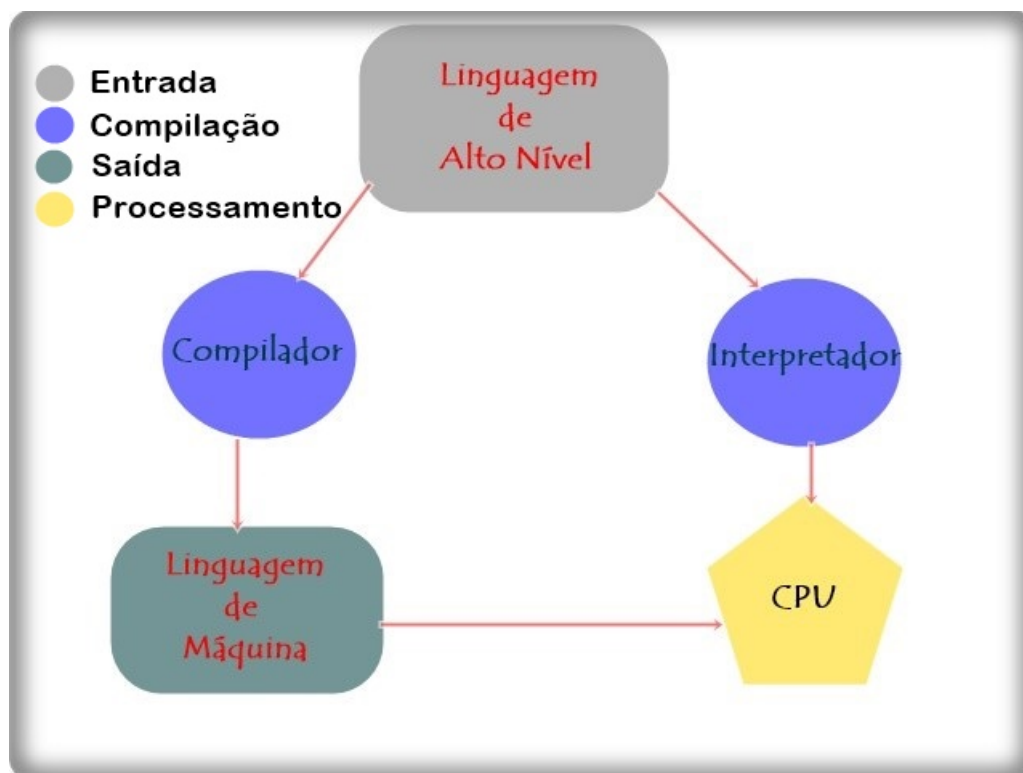 Entrada
Compilação
Saída
Processamento
Linguagem
de
Alto Nível
Compilador
Interpretador
Linguagem
de
Máquina
CPU